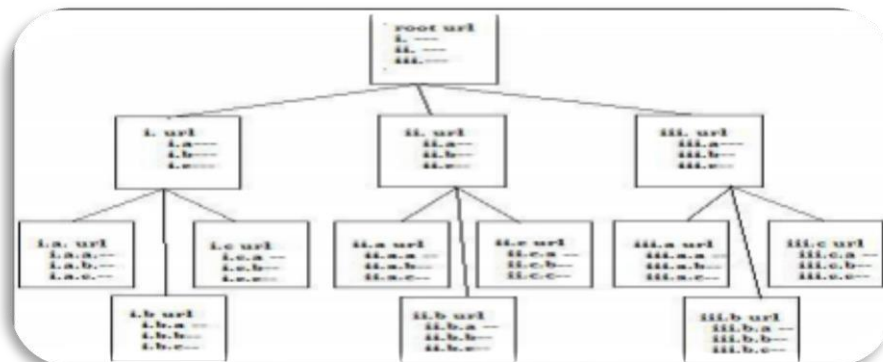 root url
i. ---
ii. ---
iii.---
i. url
i.a---
i.b---
i.c---
ii. url
ii.a--
ii.b--
ii.c--
iii. url
iii.a---
iii.b--
iii.c--
i.a. url
i.a.a.--
i.a.b.--
i.a.c.--
i.c url
i.c.a --
i.c.b--
i.c.c--
ii.a url
ii.a.a --
ii.a.b--
ii.a.c--
ii.c url
ii.c.a --
ii.c.b--
ii.c.c--
iii.a url
iii.a.a --
iii.a.b--
iii.a.c--
iii.c url
iii.c.a --
iii.c.b--
iii.c.c--
i.b url
i.b.a --
i.b.b--
i.b.c---
ii.b url
ii.b.a --
ii.b.b--
ii.b.c--
iii.b url
iii.b.a --
iii.b.b--
iii.b.c---